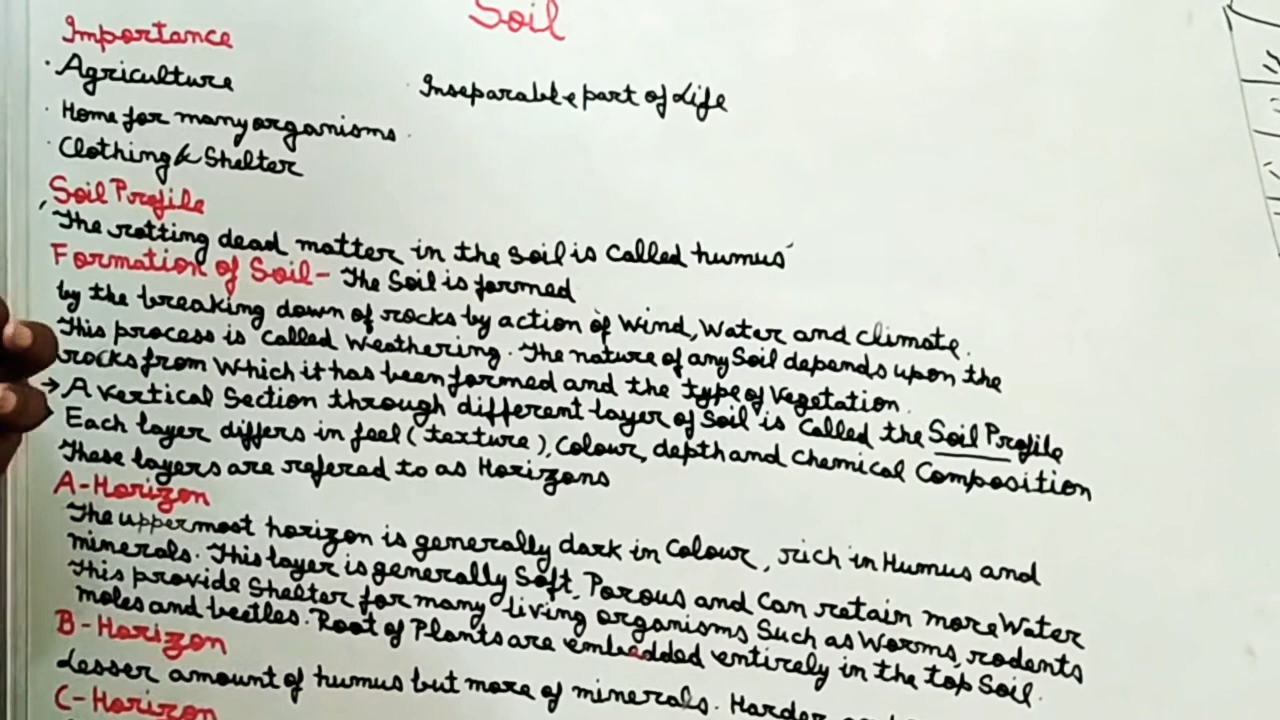 Soil
Importance
· Agriculture
· Inseparable part of Life
· Home for many organisms.
· Clothing & Shelter
Soil Profile
The rotting dead matter in the soil is called humus
Formation of Soil- The Soil is formed
by the breaking down of rocks by action of Wind, Water and climate.
This process is called Weathering. The nature of any Soil depends upon the
rocks from which it has been formed and the type of Vegetation.
→ A vertical Section through different layer of Soil is called the Soil Profile
Each layer differs in feel (texture), Colour, depth and chemical Composition
These layers are refered to as Horizons
A-Horizon
The uppermost horizon is generally dark in Colour, rich in Humus and
minerals. This layer is generally Soft, Porous and Can retain more Water
This provide Shelter for many living organisms Such as Worms, rodents
moles and beetles. Root of Plants are embedded entirely in the top Soil.
B-Horizon
Lesser amount of humus but more of minerals. Harder
C-Horizon